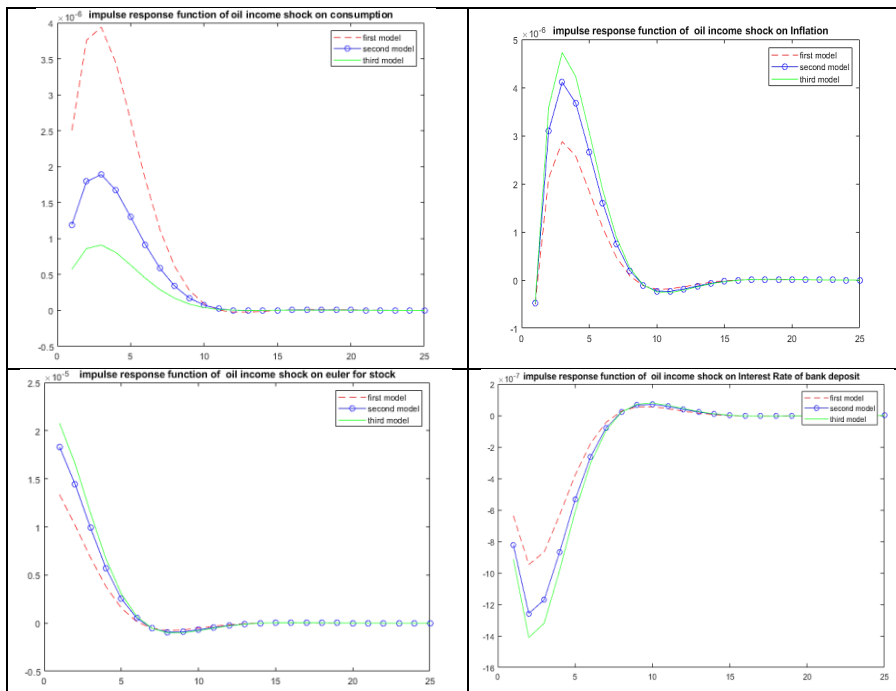 impulse response function of oil income shock on consumption
×10⁻⁶
4
3.5
3
2.5
2
1.5
1
0.5
0
-0.5
0 5 10 15 20 25
first model
second model
third model
impulse response function of oil income shock on Inflation
×10⁻⁶
5
4
3
2
1
0
-1
0 5 10 15 20 25
first model
second model
third model
impulse response function of oil income shock on euler for stock
×10⁻⁵
2.5
2
1.5
1
0.5
0
-0.5
0 5 10 15 20 25
first model
second model
third model
impulse response function of oil income shock on Interest Rate of bank deposit
×10⁻⁷
2
0
-2
-4
-6
-8
-10
-12
-14
-16
0 5 10 15 20 25
first model
second model
third model